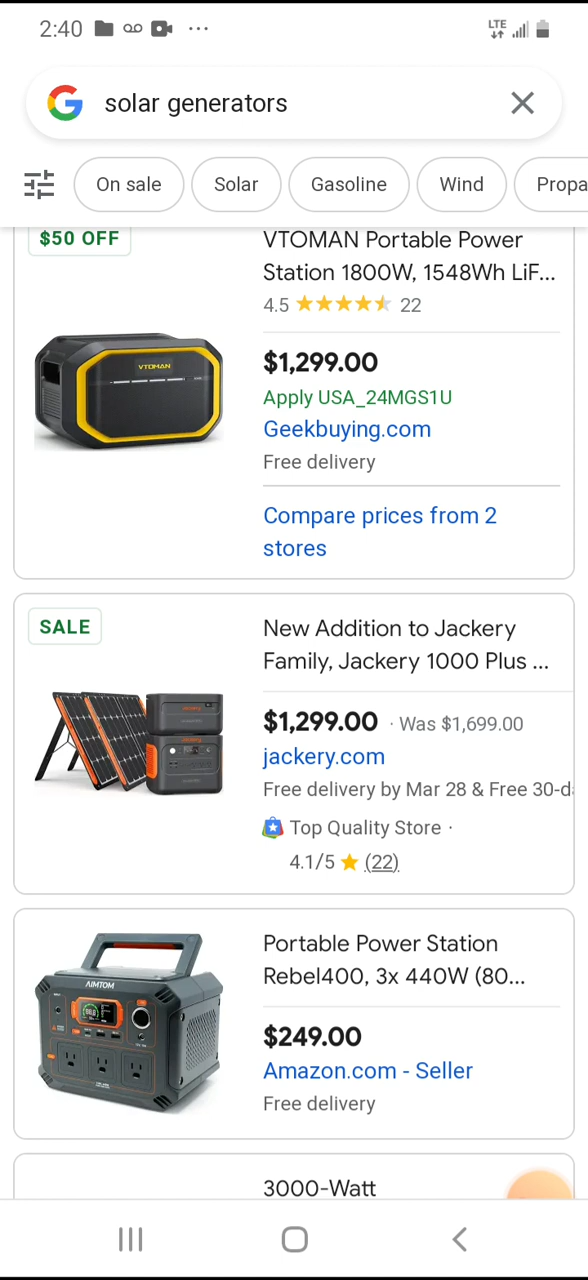 2:40
LTE
solar generators
On sale
Solar
Gasoline
Wind
Propa
$50 OFF
VTOMAN Portable Power
Station 1800W, 1548Wh LiF...
4.5
22
VTOMAN
$1,299.00
Apply USA_24MGS1U
Geekbuying.com
Free delivery
Compare prices from 2
stores
SALE
New Addition to Jackery
Family, Jackery 1000 Plus ...
$1,299.00 · Was $1,699.00
jackery.com
Free delivery by Mar 28 & Free 30-d
Top Quality Store ·
4.1/5
(22)
AIMTOM
Portable Power Station
Rebel400, 3x 440W (80...
$249.00
Amazon.com - Seller
Free delivery
3000-Watt